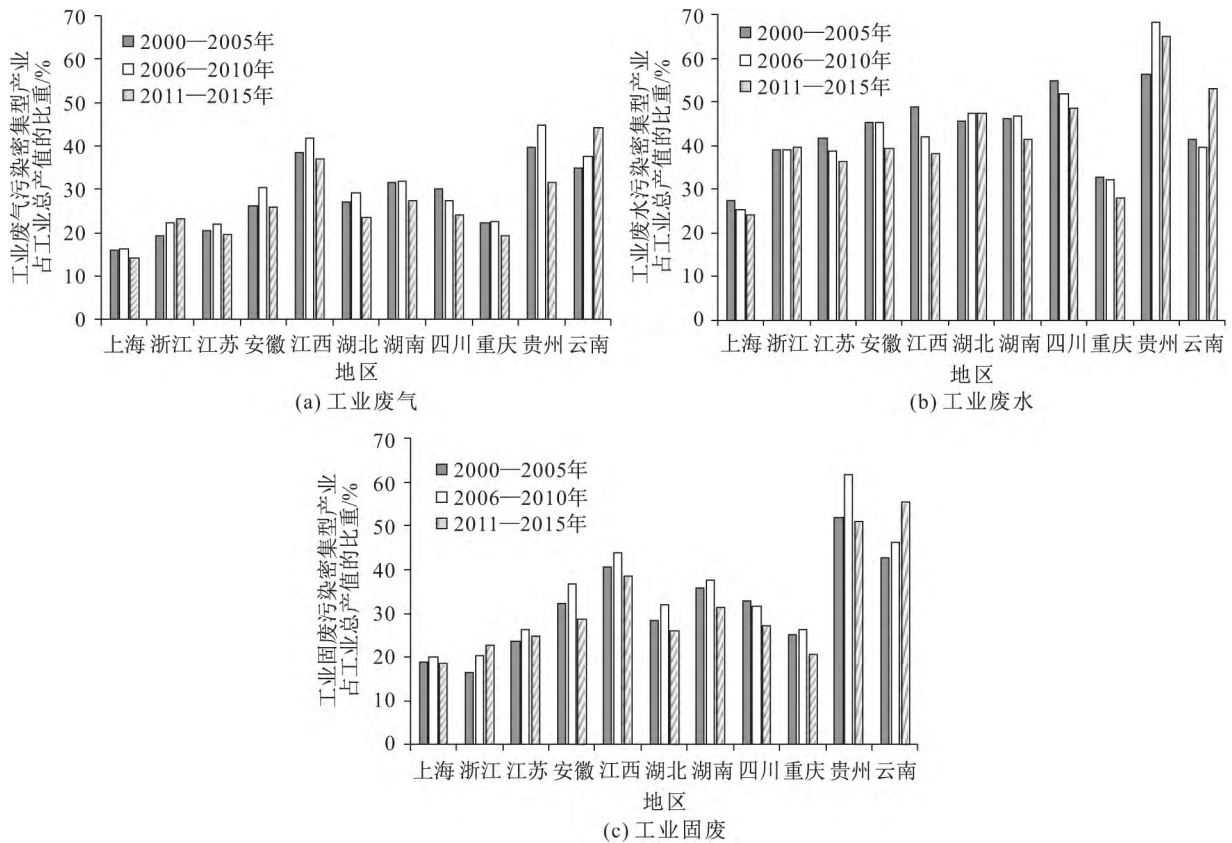 工业废气污染密集型产业
占工业总产值的比重/%
70
60
50
40
30
20
10
0
2000—2005年
2006—2010年
2011—2015年
上海 浙江 江苏 安徽 江西 湖北 湖南 四川 重庆 贵州 云南
地区
(a) 工业废气
工业废水污染密集型产业
占工业总产值的比重/%
70
60
50
40
30
20
10
0
2000—2005年
2006—2010年
2011—2015年
上海 浙江 江苏 安徽 江西 湖北 湖南 四川 重庆 贵州 云南
地区
(b) 工业废水
工业固废污染密集型产业
占工业总产值的比重/%
70
60
50
40
30
20
10
0
2000—2005年
2006—2010年
2011—2015年
上海 浙江 江苏 安徽 江西 湖北 湖南 四川 重庆 贵州 云南
地区
(c) 工业固废